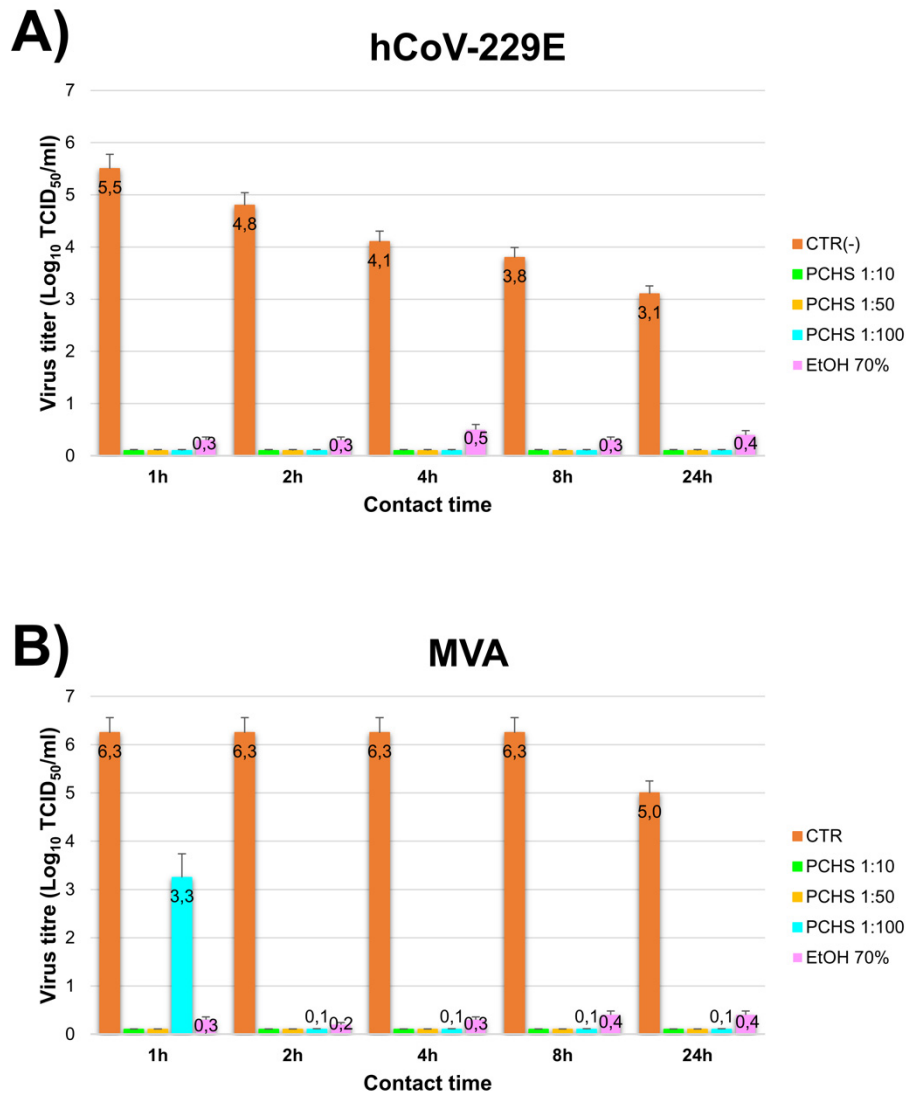 A)
hCoV-229E
Virus titer (Log10 TCID50/ml)
7
6
5
4
3
2
1
0
5,5
4,8
4,1
3,8
3,1
0,3
0,3
0,5
0,3
0,4
1h
2h
4h
8h
24h
Contact time
CTR(-)
PCHS 1:10
PCHS 1:50
PCHS 1:100
EtOH 70%
B)
MVA
Virus titre (Log10 TCID50/ml)
7
6
5
4
3
2
1
0
6,3
3,3
0,3
6,3
0,1
0,2
6,3
0,1
0,3
6,3
0,1
0,4
5,0
0,1
0,4
1h
2h
4h
8h
24h
Contact time
CTR
PCHS 1:10
PCHS 1:50
PCHS 1:100
EtOH 70%